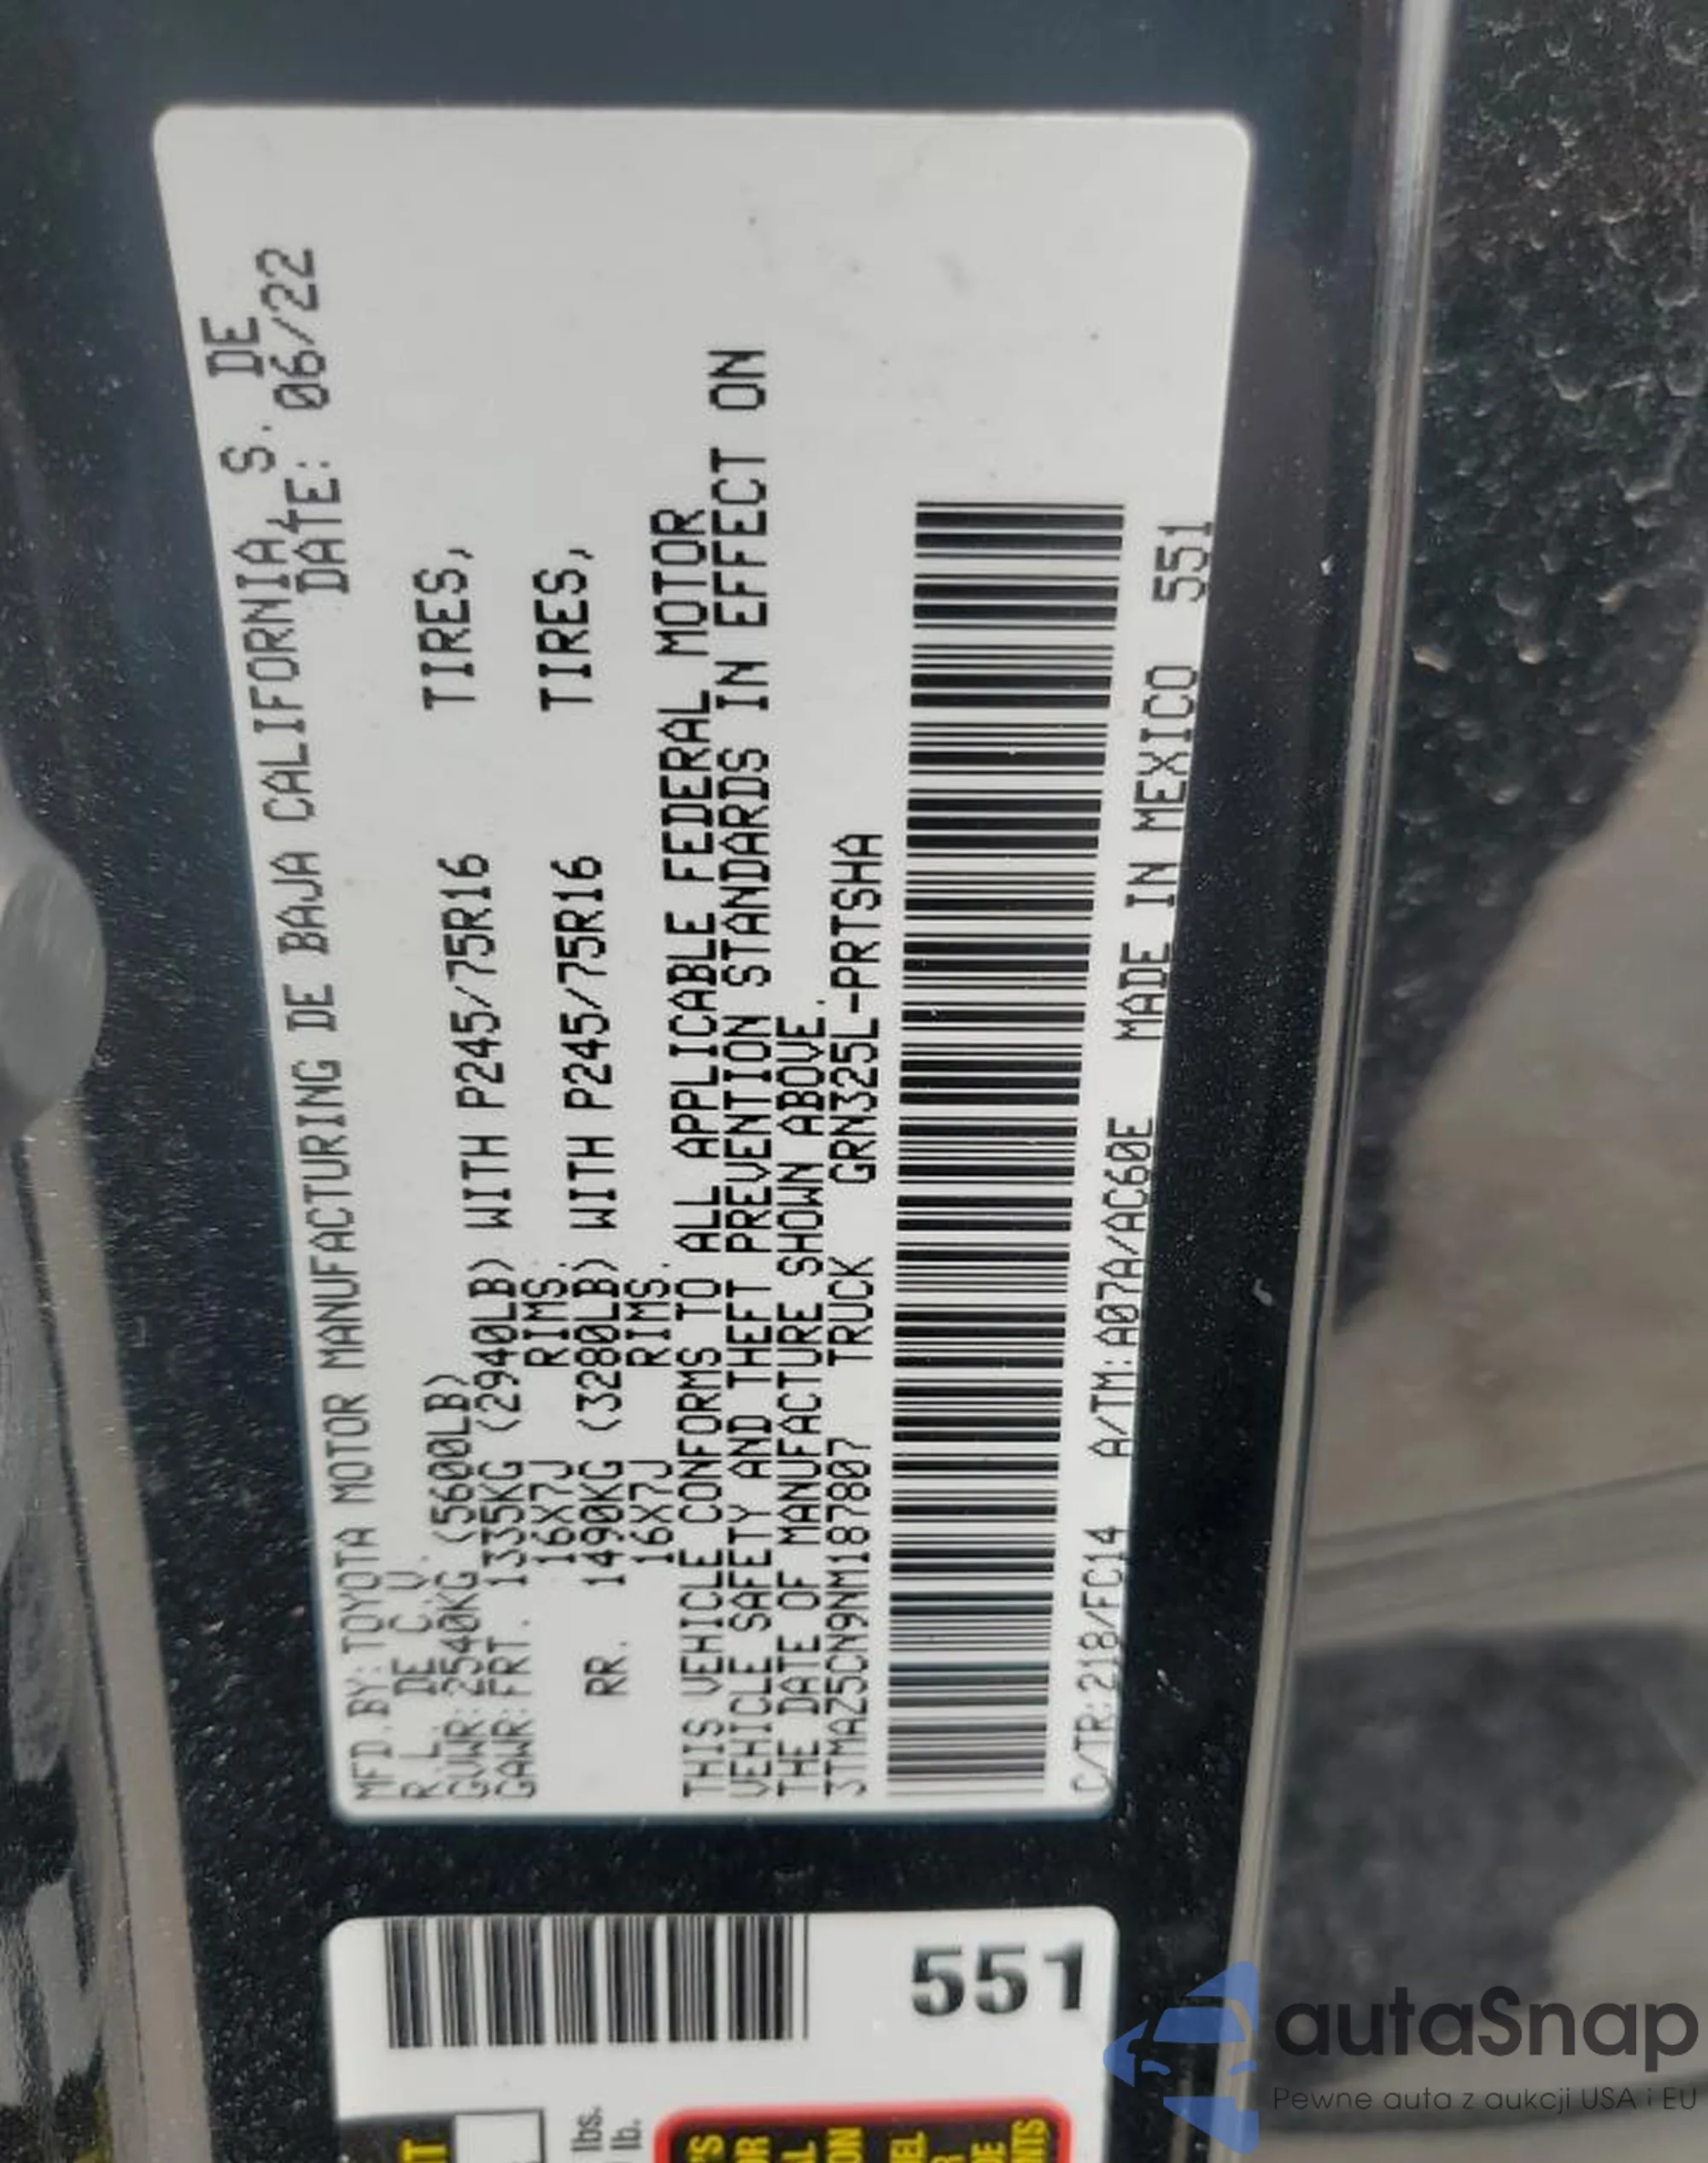 MFD.BY:TOYOTA MOTOR MANUFACTURING DE BAJA CALIFORNIA, S. DE
R.L. DE C.V. DATE: 06/22
GVWR:2540KG (5600LB)
GAWR:FRT. 1335KG (2940LB) WITH P245/75R16 TIRES,
16X7J RIMS.
RR. 1490KG (3280LB) WITH P245/75R16 TIRES,
16X7J RIMS.
THIS VEHICLE CONFORMS TO ALL APPLICABLE FEDERAL MOTOR
VEHICLE SAFETY AND THEFT PREVENTION STANDARDS IN EFFECT ON
THE DATE OF MANUFACTURE SHOWN ABOVE.
3TMAZ5CN9NM187807 TRUCK GRN325L-PRTSHA
C/TR:218/FC14 A/TM:A07A/AC60E MADE IN MEXICO 551
551
lbs.
lb.
autaSnap
Pewne auta z aukcji USA i EU